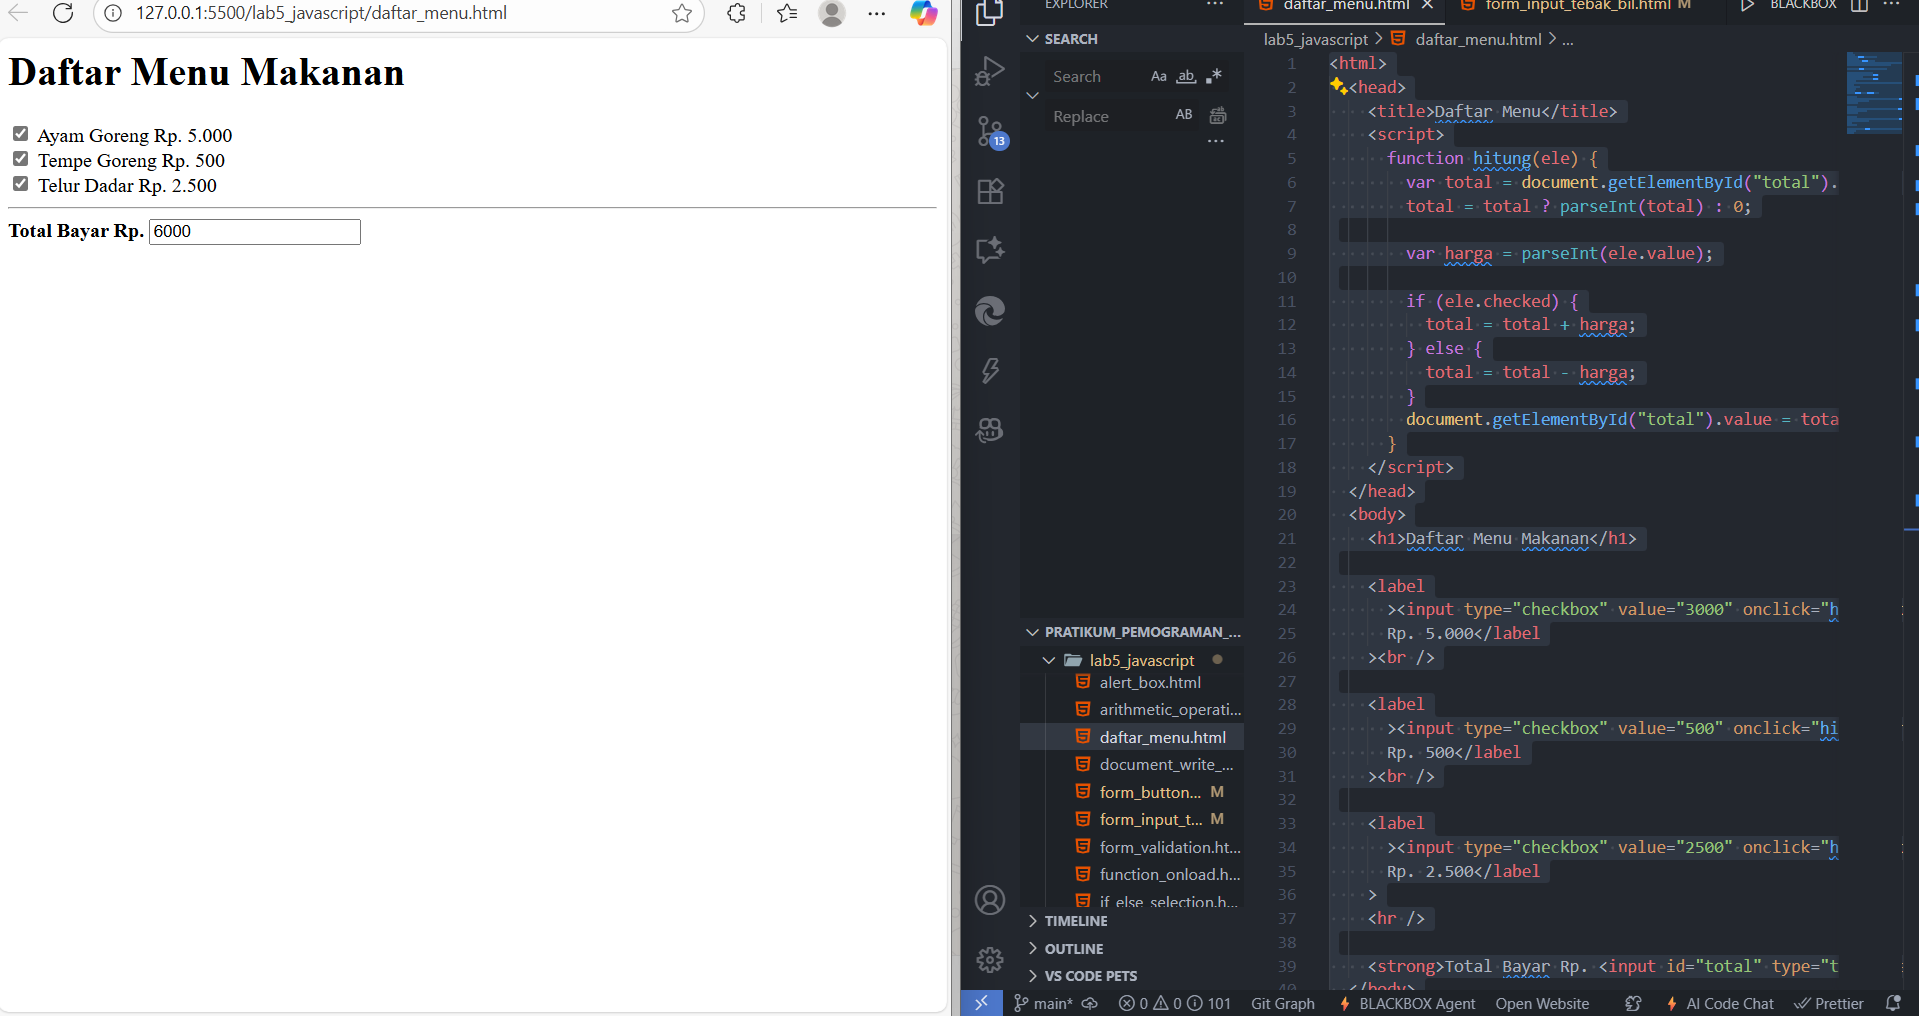 127.0.0.1:5500/lab5_javascript/daftar_menu.html
Daftar Menu Makanan
Ayam Goreng Rp. 5.000
Tempe Goreng Rp. 500
Telur Dadar Rp. 2.500
Total Bayar Rp. 6000
EXPLORER
SEARCH
Search
Aa
ab
Replace
AB
13
PRATIKUM_PEMOGRAMAN_...
lab5_javascript
alert_box.html
arithmetic_operati...
daftar_menu.html
document_write_...
form_button... M
form_input_t... M
form_validation.ht...
function_onload.h...
if_else_selection.h...
TIMELINE
OUTLINE
VS CODE PETS
daftar_menu.html
form_input_tebak_bil.html M
BLACKBOX
lab5_javascript > daftar_menu.html > ...
1 <html>
2 <head>
3 <title>Daftar Menu</title>
4 <script>
5 function hitung(ele) {
6 var total = document.getElementById("total").
7 total = total ? parseInt(total) : 0;
8
9 var harga = parseInt(ele.value);
10
11 if (ele.checked) {
12 total = total + harga;
13 } else {
14 total = total - harga;
15 }
16 document.getElementById("total").value = tota
17 }
18 </script>
19 </head>
20 <body>
21 <h1>Daftar Menu Makanan</h1>
22
23 <label
24 ><input type="checkbox" value="3000" onclick="h
25 Rp. 5.000</label
26 ><br />
27
28 <label
29 ><input type="checkbox" value="500" onclick="hi
30 Rp. 500</label
31 ><br />
32
33 <label
34 ><input type="checkbox" value="2500" onclick="h
35 Rp. 2.500</label
36 >
37 <hr />
38
39 <strong>Total Bayar Rp. <input id="total" type="t
40 </body>
main* 0 0 101 Git Graph BLACKBOX Agent Open Website AI Code Chat Prettier